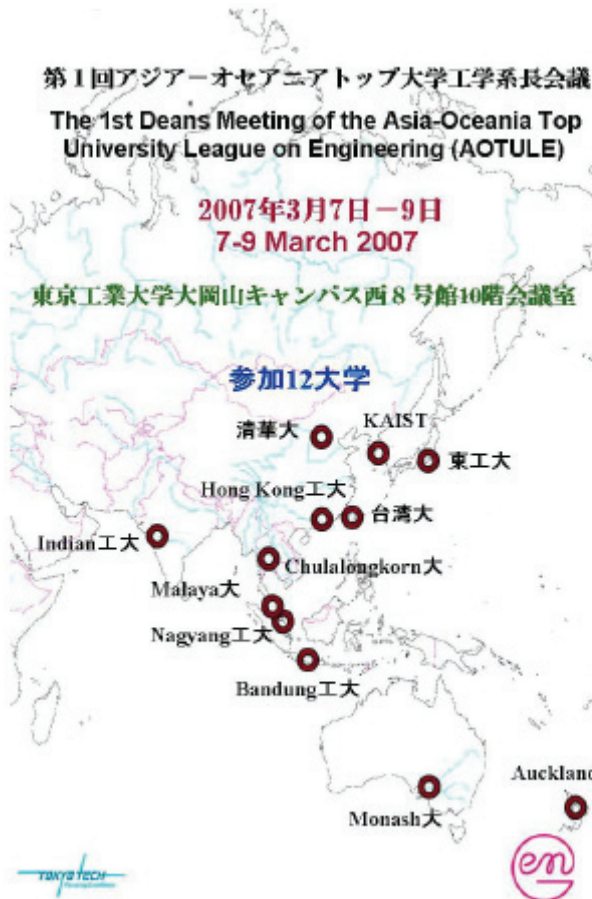 第1回アジアーオセアニアトップ大学工学系長会議
The 1st Deans Meeting of the Asia-Oceania Top
University League on Engineering (AOTULE)
2007年3月7日－9日
7-9 March 2007
東京工業大学大岡山キャンパス西８号館10階会議室
参加12大学
KAIST
清華大
東工大
Hong Kong工大
台湾大
Indian工大
Chulalongkorn大
Malaya大
Nagyang工大
Bandung工大
Auckland
Monash大
TOKYO TECH
en